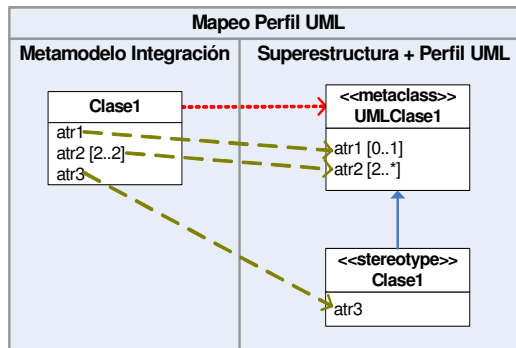 Mapeo Perfil UML
Metamodelo Integración
Superestructura + Perfil UML
Clase1
atr1
atr2 [2..2]
atr3
<<metaclass>>
UMLClase1
atr1 [0..1]
atr2 [2..*]
<<stereotype>>
Clase1
atr3